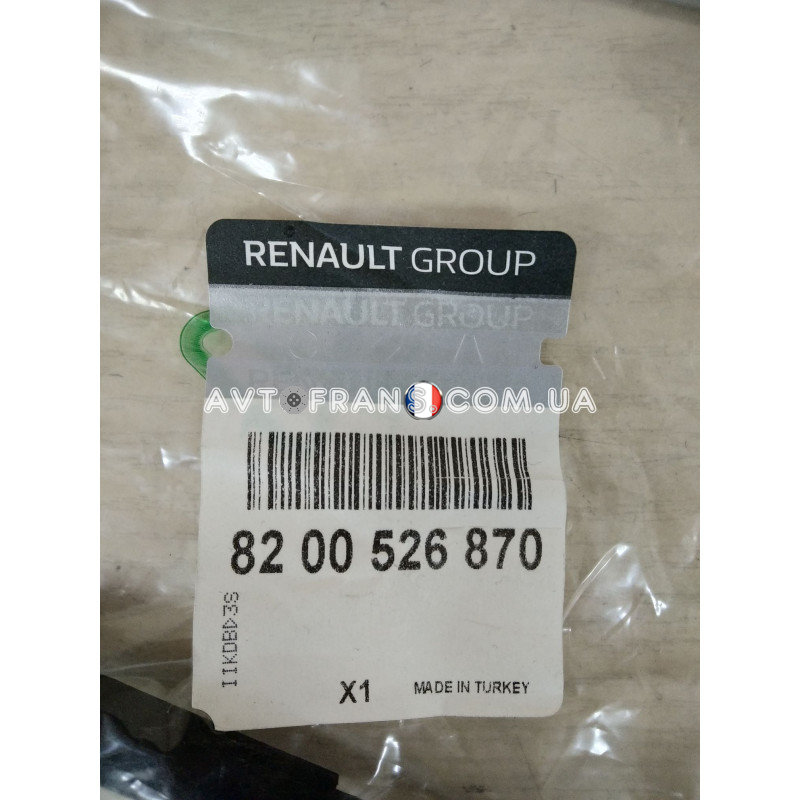 RENAULT GROUP
RENAULT GROUP
AVTOFRANS.COM.UA
82 00 526 870
IIKDBD3S
X1
MADE IN TURKEY